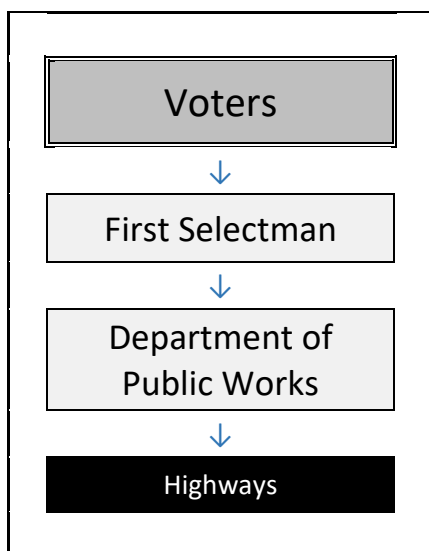 Voters
↓
First Selectman
↓
Department of
Public Works
↓
Highways